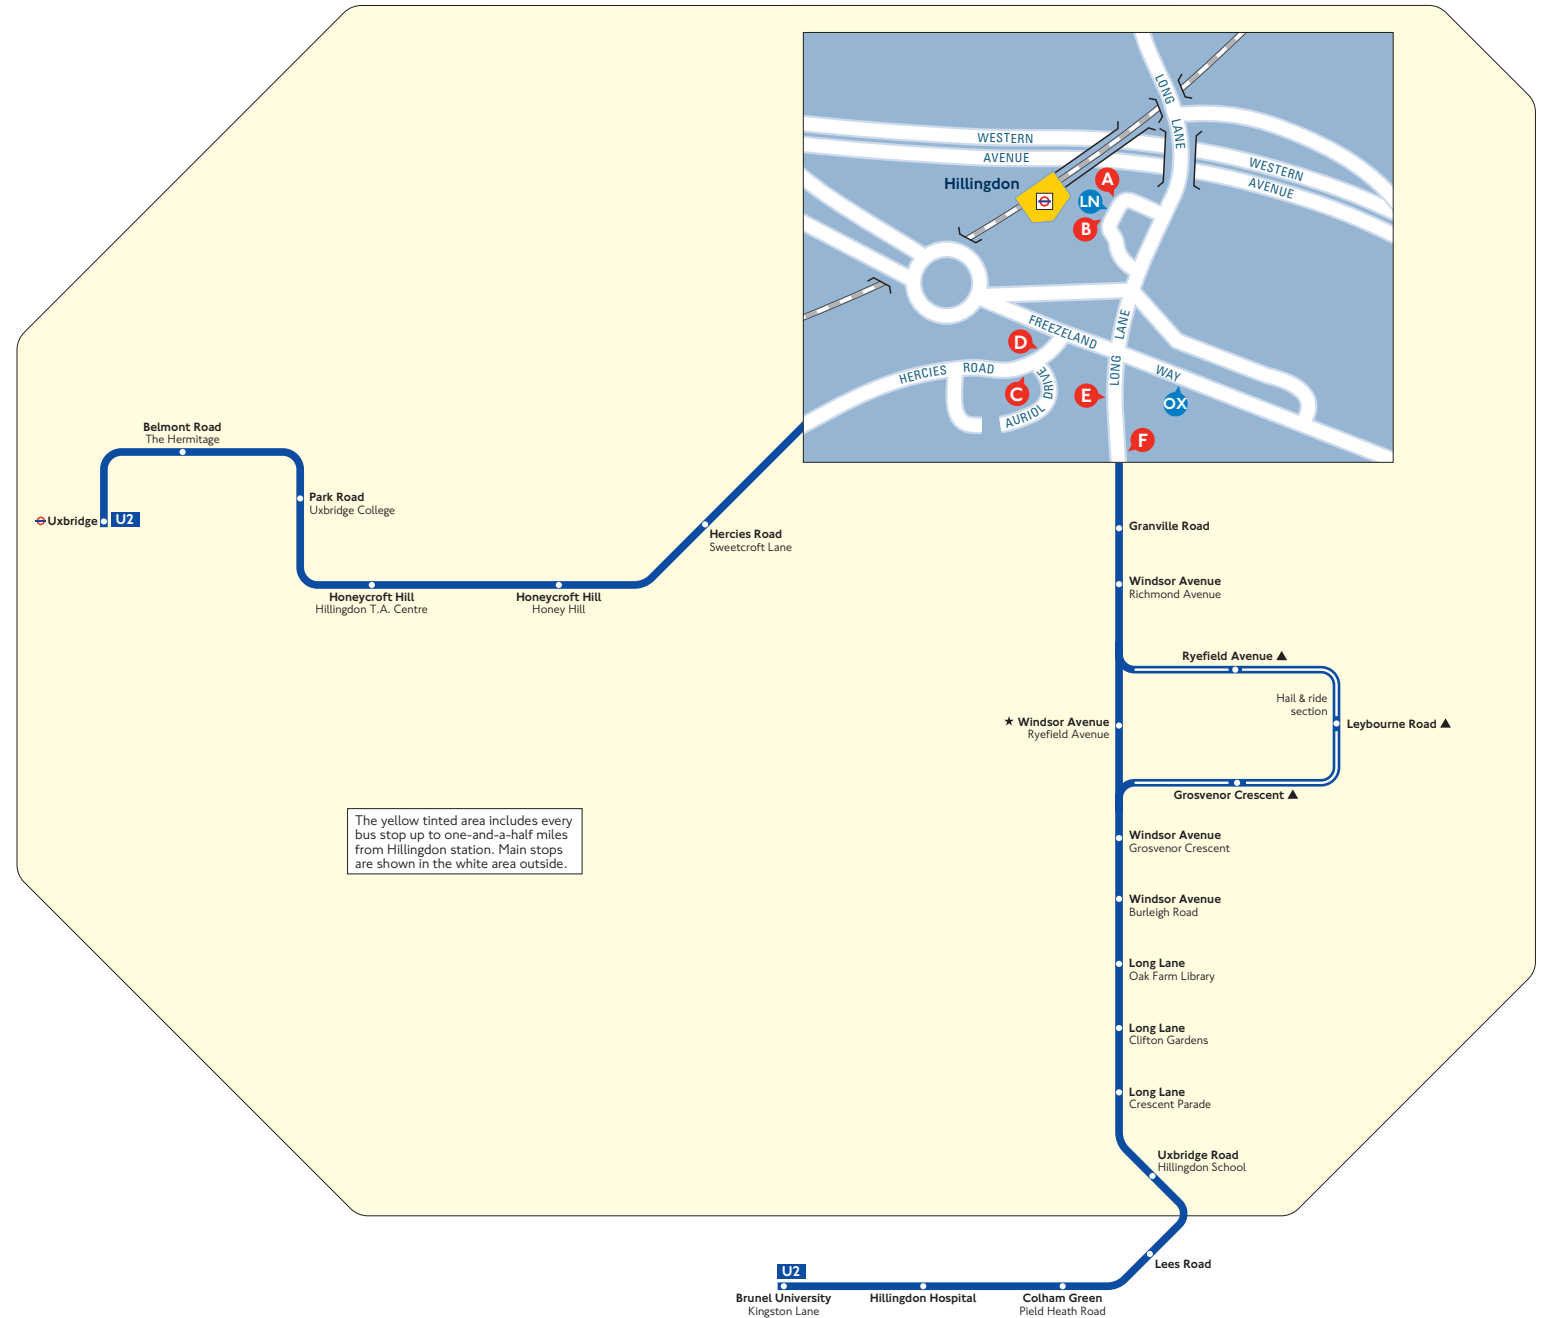 LONG
LANE
WESTERN
AVENUE
WESTERN
AVENUE
Hillingdon
A
LN
B
FREEZELAND
WAY
LONG
LANE
D
HERCIES ROAD
C
AURIOL DRIVE
E
OX
F
Belmont Road
The Hermitage
Uxbridge
U2
Park Road
Uxbridge College
Honeycroft Hill
Hillingdon T.A. Centre
Honeycroft Hill
Honey Hill
Hercies Road
Sweetcroft Lane
Granville Road
Windsor Avenue
Richmond Avenue
Ryefield Avenue ▲
Hail & ride
section
Leybourne Road ▲
★ Windsor Avenue
Ryefield Avenue
Grosvenor Crescent ▲
The yellow tinted area includes every
bus stop up to one-and-a-half miles
from Hillingdon station. Main stops
are shown in the white area outside.
Windsor Avenue
Grosvenor Crescent
Windsor Avenue
Burleigh Road
Long Lane
Oak Farm Library
Long Lane
Clifton Gardens
Long Lane
Crescent Parade
Uxbridge Road
Hillingdon School
Lees Road
U2
Brunel University
Kingston Lane
Hillingdon Hospital
Colham Green
Pield Heath Road